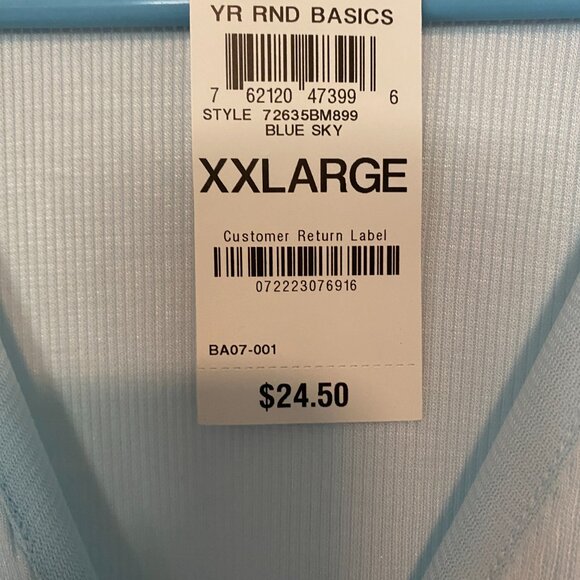 YR RND BASICS
7 62120 47399 6
STYLE 72635BM899
BLUE SKY
XXLARGE
Customer Return Label
072223076916
BA07-001
$24.50